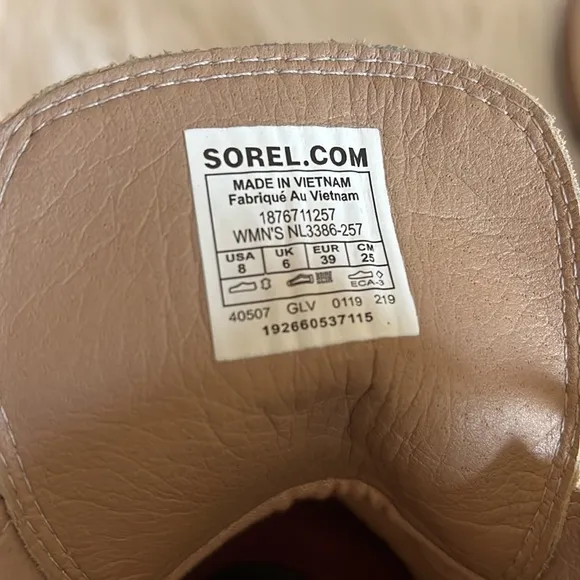 SOREL.COM
MADE IN VIETNAM
Fabriqué Au Vietnam
1876711257
WMN'S NL3386-257
USA UK EUR CM
8 6 39 25
ECA-3
40507 GLV 0119 219
192660537115